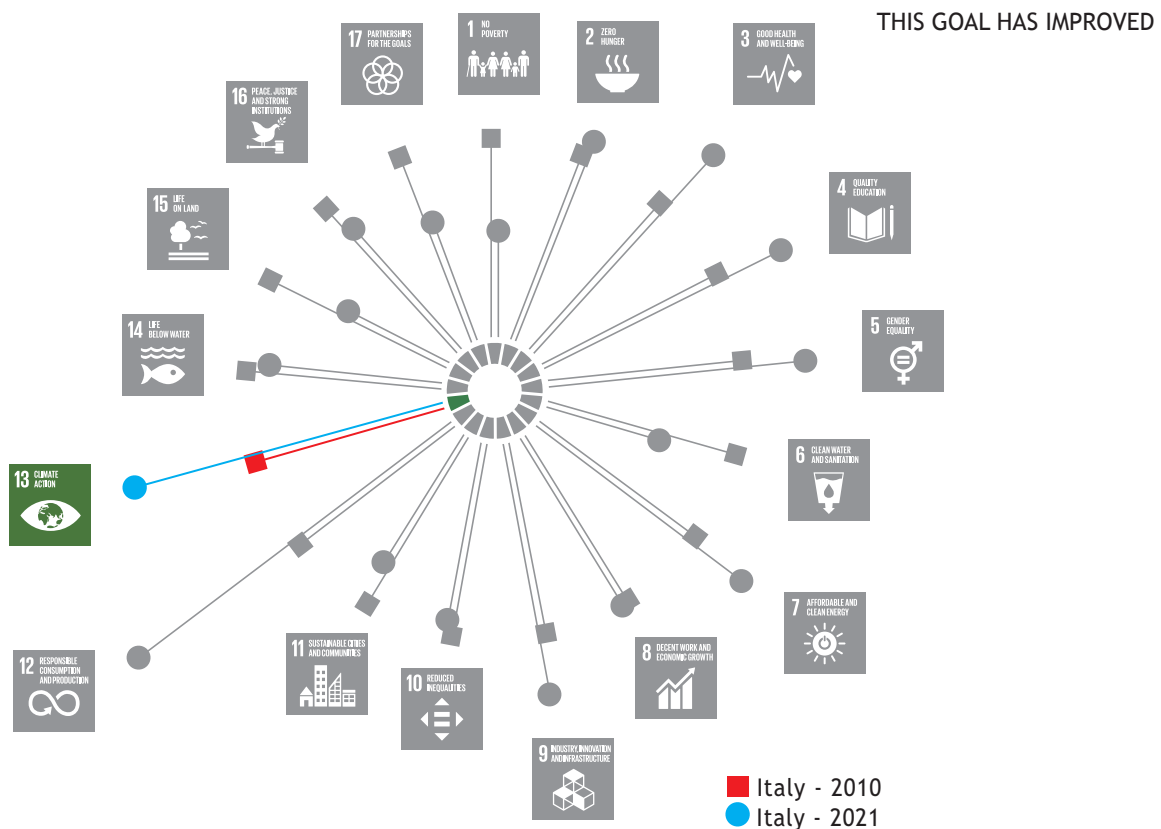 THIS GOAL HAS IMPROVED
1 NO
POVERTY
2 ZERO
HUNGER
3 GOOD HEALTH
AND WELL-BEING
4 QUALITY
EDUCATION
5 GENDER
EQUALITY
6 CLEAN WATER
AND SANITATION
7 AFFORDABLE AND
CLEAN ENERGY
8 DECENT WORK AND
ECONOMIC GROWTH
9 INDUSTRY, INNOVATION
AND INFRASTRUCTURE
10 REDUCED
INEQUALITIES
11 SUSTAINABLE CITIES
AND COMMUNITIES
12 RESPONSIBLE
CONSUMPTION
AND PRODUCTION
13 CLIMATE
ACTION
14 LIFE
BELOW WATER
15 LIFE
ON LAND
16 PEACE, JUSTICE
AND STRONG
INSTITUTIONS
17 PARTNERSHIPS
FOR THE GOALS
Italy - 2010
Italy - 2021